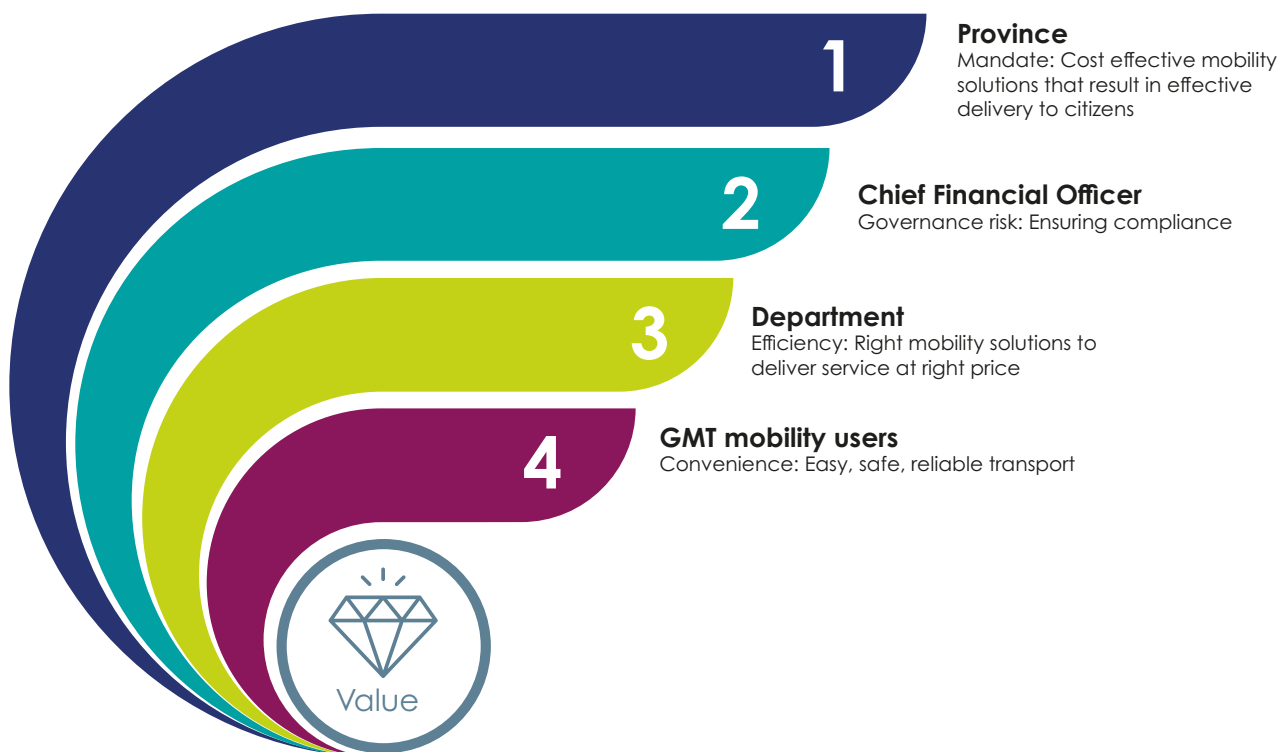 1
Province
Mandate: Cost effective mobility
solutions that result in effective
delivery to citizens
2
Chief Financial Officer
Governance risk: Ensuring compliance
3
Department
Efficiency: Right mobility solutions to
deliver service at right price
4
GMT mobility users
Convenience: Easy, safe, reliable transport
Value